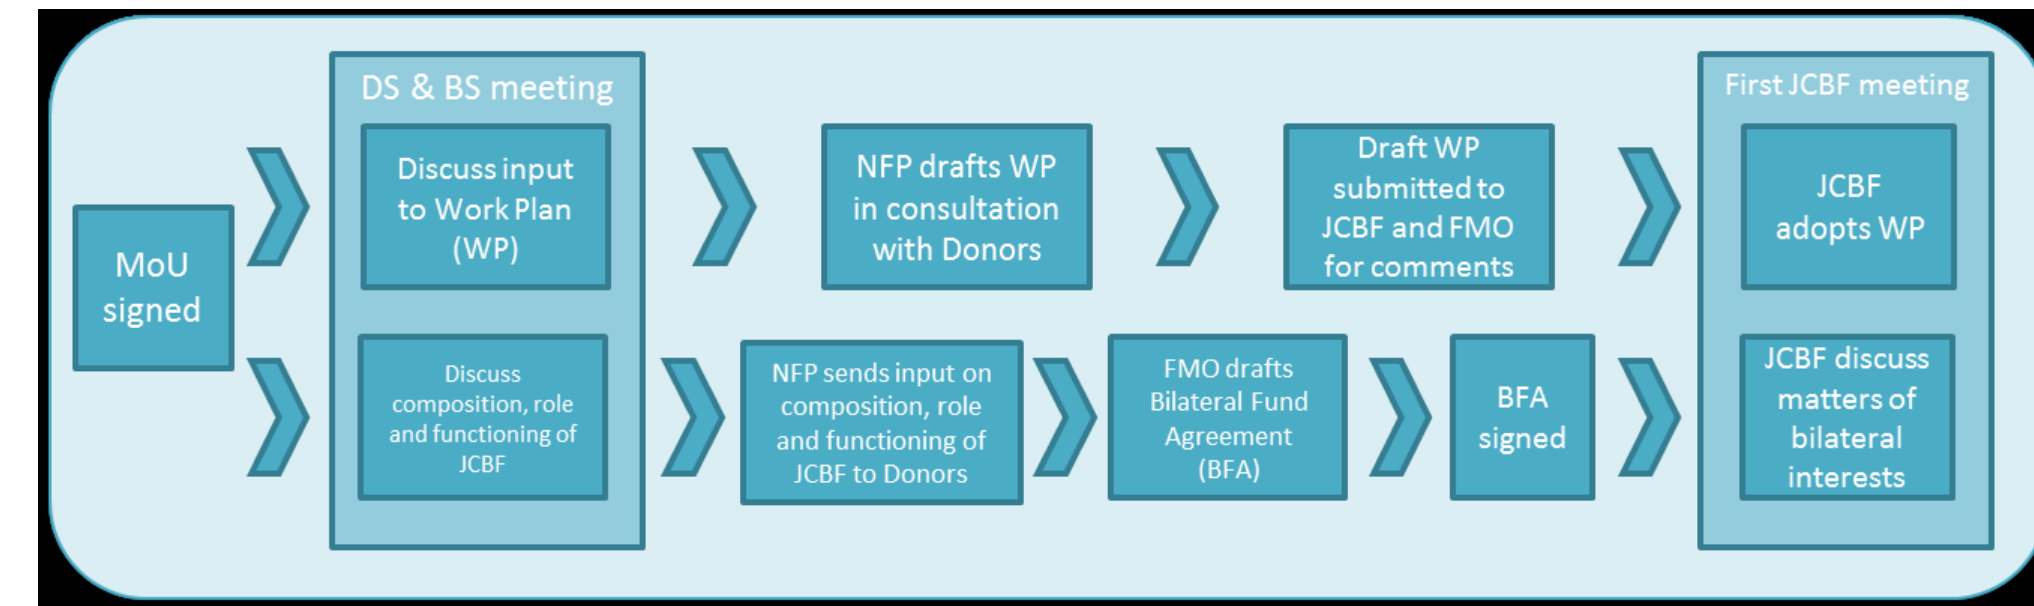 MoU
signed
DS & BS meeting
Discuss input
to Work Plan
(WP)
NFP drafts WP
in consultation
with Donors
Draft WP
submitted to
JCBF and FMO
for comments
First JCBF meeting
JCBF
adopts WP
Discuss
composition, role
and functioning of
JCBF
NFP sends input on
composition, role
and functioning of
JCBF to Donors
FMO drafts
Bilateral Fund
Agreement
(BFA)
BFA
signed
JCBF discuss
matters of
bilateral
interests